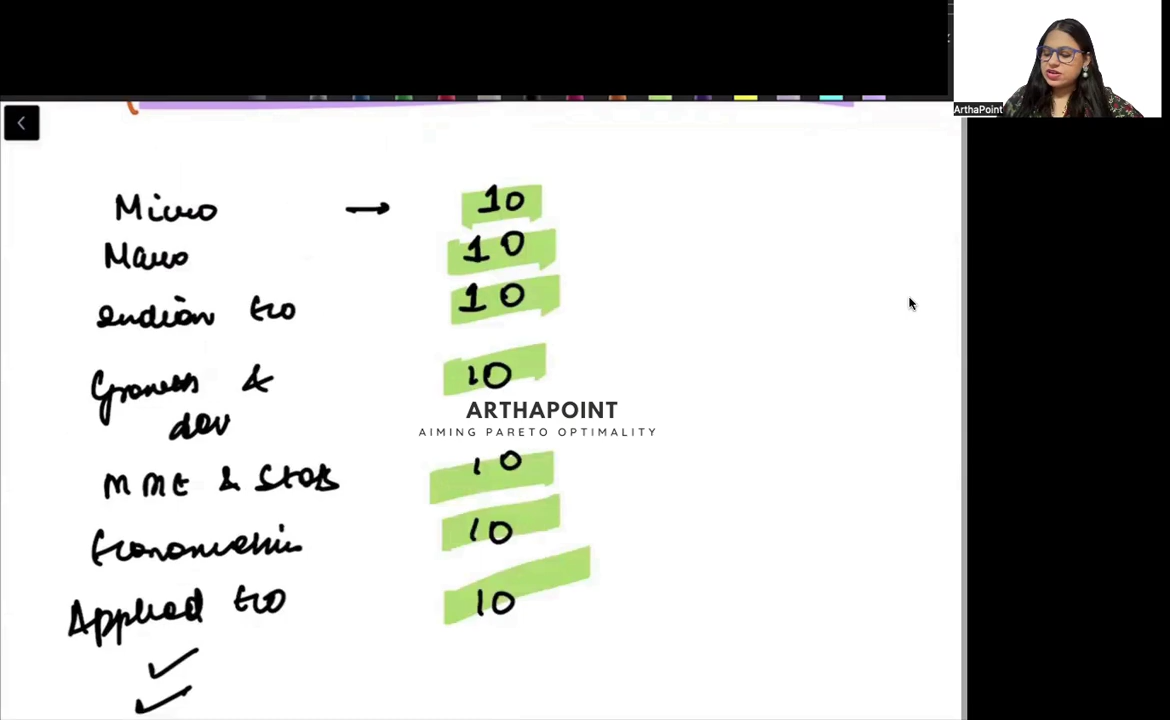 ArthaPoint
Micro → 10
Macro 10
Indian Eco 10
Growth & 10
dev
ARTHAPOINT
AIMING PARETO OPTIMALITY
MME & Stats 10
Econometrics 10
Applied Eco 10